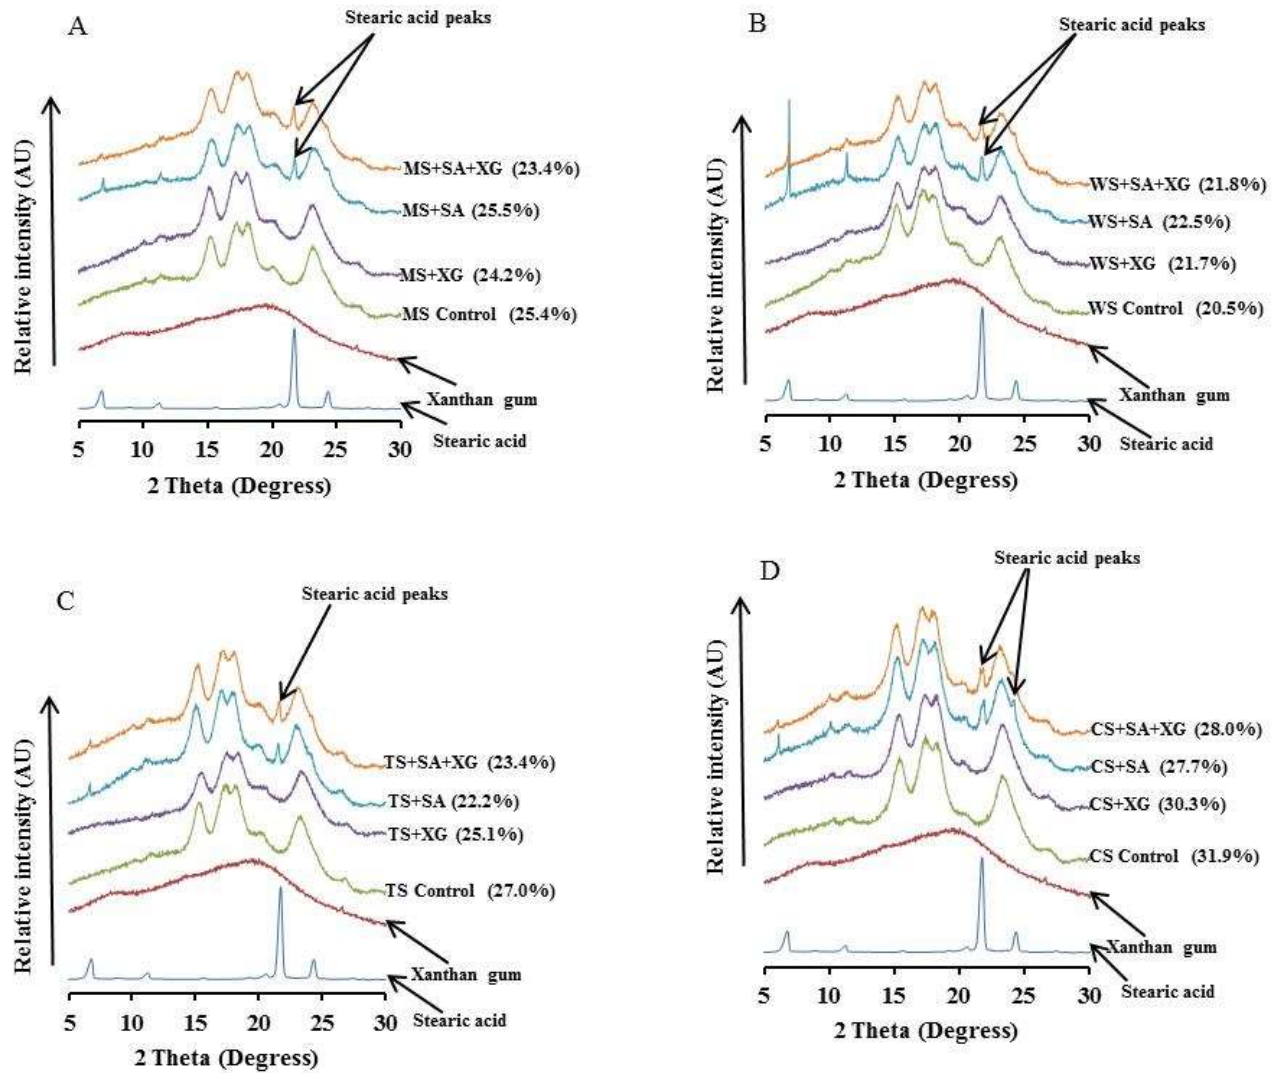 A
Stearic acid peaks
Relative intensity (AU)
MS+SA+XG (23.4%)
MS+SA (25.5%)
MS+XG (24.2%)
MS Control (25.4%)
Xanthan gum
Stearic acid
5 10 15 20 25 30
2 Theta (Degress)
B
Stearic acid peaks
Relative intensity (AU)
WS+SA+XG (21.8%)
WS+SA (22.5%)
WS+XG (21.7%)
WS Control (20.5%)
Xanthan gum
Stearic acid
5 10 15 20 25 30
2 Theta (Degress)
C
Stearic acid peaks
Relative intensity (AU)
TS+SA+XG (23.4%)
TS+SA (22.2%)
TS+XG (25.1%)
TS Control (27.0%)
Xanthan gum
Stearic acid
5 10 15 20 25 30
2 Theta (Degress)
D
Stearic acid peaks
Relative intensity (AU)
CS+SA+XG (28.0%)
CS+SA (27.7%)
CS+XG (30.3%)
CS Control (31.9%)
Xanthan gum
Stearic acid
5 10 15 20 25 30
2 Theta (Degress)